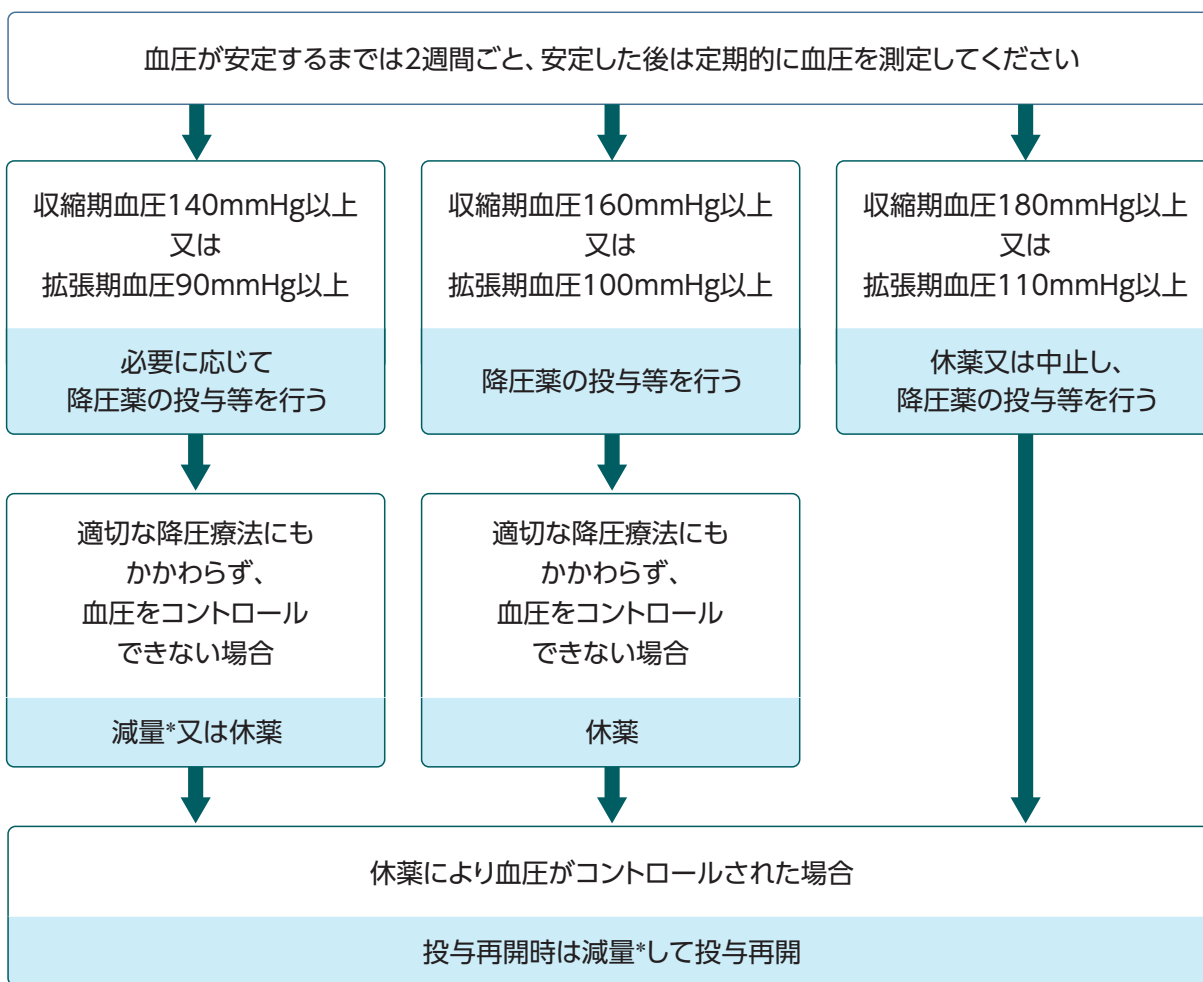 血圧が安定するまでは2週間ごと、安定した後は定期的に血圧を測定してください
収縮期血圧140mmHg以上
又は
拡張期血圧90mmHg以上
必要に応じて
降圧薬の投与等を行う
適切な降圧療法にも
かかわらず、
血圧をコントロール
できない場合
減量*又は休薬
収縮期血圧160mmHg以上
又は
拡張期血圧100mmHg以上
降圧薬の投与等を行う
適切な降圧療法にも
かかわらず、
血圧をコントロール
できない場合
休薬
収縮期血圧180mmHg以上
又は
拡張期血圧110mmHg以上
休薬又は中止し、
降圧薬の投与等を行う
休薬により血圧がコントロールされた場合
投与再開時は減量*して投与再開